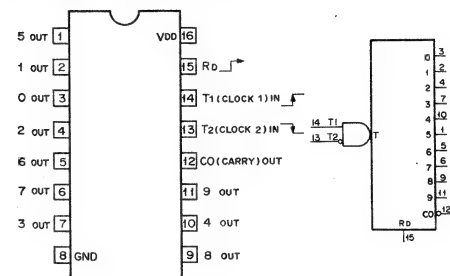 5 OUT 1 VDD 16
1 OUT 2 15 RD
0 OUT 3 14 T1(CLOCK 1)IN
2 OUT 4 13 T2(CLOCK 2)IN
6 OUT 5 12 CO(CARRY)OUT
7 OUT 6 11 9 OUT
3 OUT 7 10 4 OUT
8 GND 9 8 OUT
14 T1
13 T2
T
0 3
1 2
2 4
3 7
4 10
5 1
6 5
7 6
8 9
9 11
CO 12
RD
15